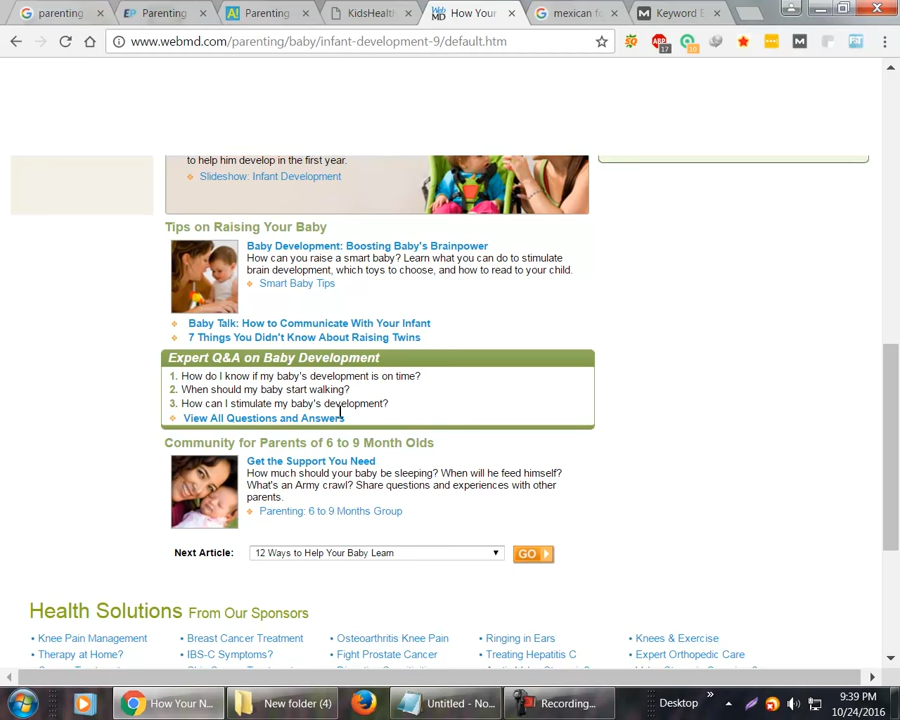 parenting
Parenting
Parenting
KidsHealth
How Your
mexican fo
Keyword E
www.webmd.com/parenting/baby/infant-development-9/default.htm
to help him develop in the first year.
Slideshow: Infant Development
Tips on Raising Your Baby
Baby Development: Boosting Baby's Brainpower
How can you raise a smart baby? Learn what you can do to stimulate
brain development, which toys to choose, and how to read to your child.
Smart Baby Tips
Baby Talk: How to Communicate With Your Infant
7 Things You Didn't Know About Raising Twins
Expert Q&A on Baby Development
1. How do I know if my baby's development is on time?
2. When should my baby start walking?
3. How can I stimulate my baby's development?
View All Questions and Answers
Community for Parents of 6 to 9 Month Olds
Get the Support You Need
How much should your baby be sleeping? When will he feed himself?
What's an Army crawl? Share questions and experiences with other
parents.
Parenting: 6 to 9 Months Group
Next Article: 12 Ways to Help Your Baby Learn GO
Health Solutions From Our Sponsors
• Knee Pain Management • Breast Cancer Treatment • Osteoarthritis Knee Pain • Ringing in Ears • Knees & Exercise
• Therapy at Home? • IBS-C Symptoms? • Fight Prostate Cancer • Treating Hepatitis C • Expert Orthopedic Care
How Your N...
New folder (4)
Untitled - No...
Recording...
Desktop
9:39 PM
10/24/2016